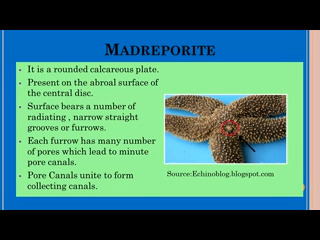 MADREPORITE
• It is a rounded calcareous plate.
• Present on the aboral surface of
the central disc.
• Surface bears a number of
radiating , narrow straight
grooves or furrows.
• Each furrow has many number
of pores which lead to minute
pore canals.
• Pore Canals unite to form
collecting canals.
Source:Echinoblog.blogspot.com